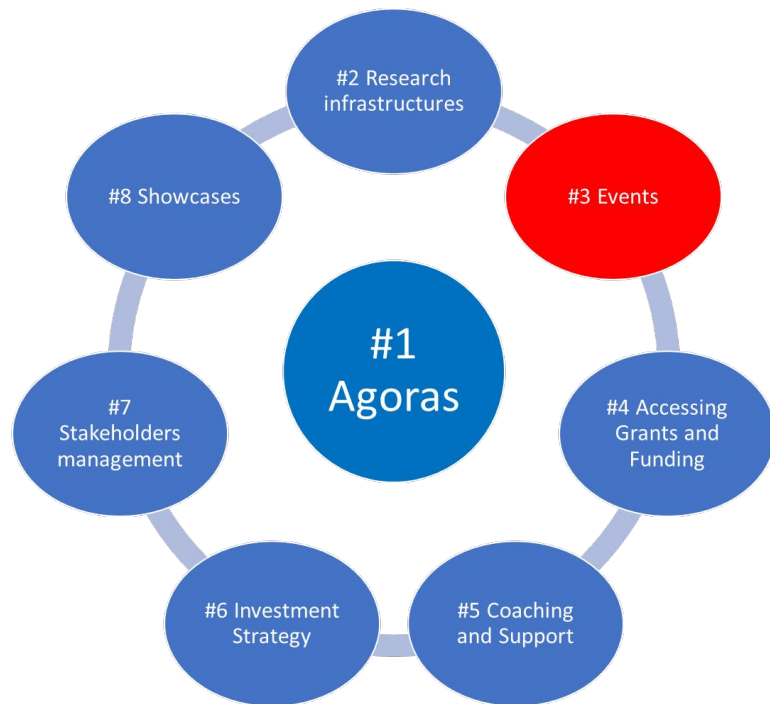 #2 Research
infrastructures
#8 Showcases
#3 Events
#1
Agoras
#7
Stakeholders
management
#4 Accessing
Grants and
Funding
#6 Investment
Strategy
#5 Coaching
and Support